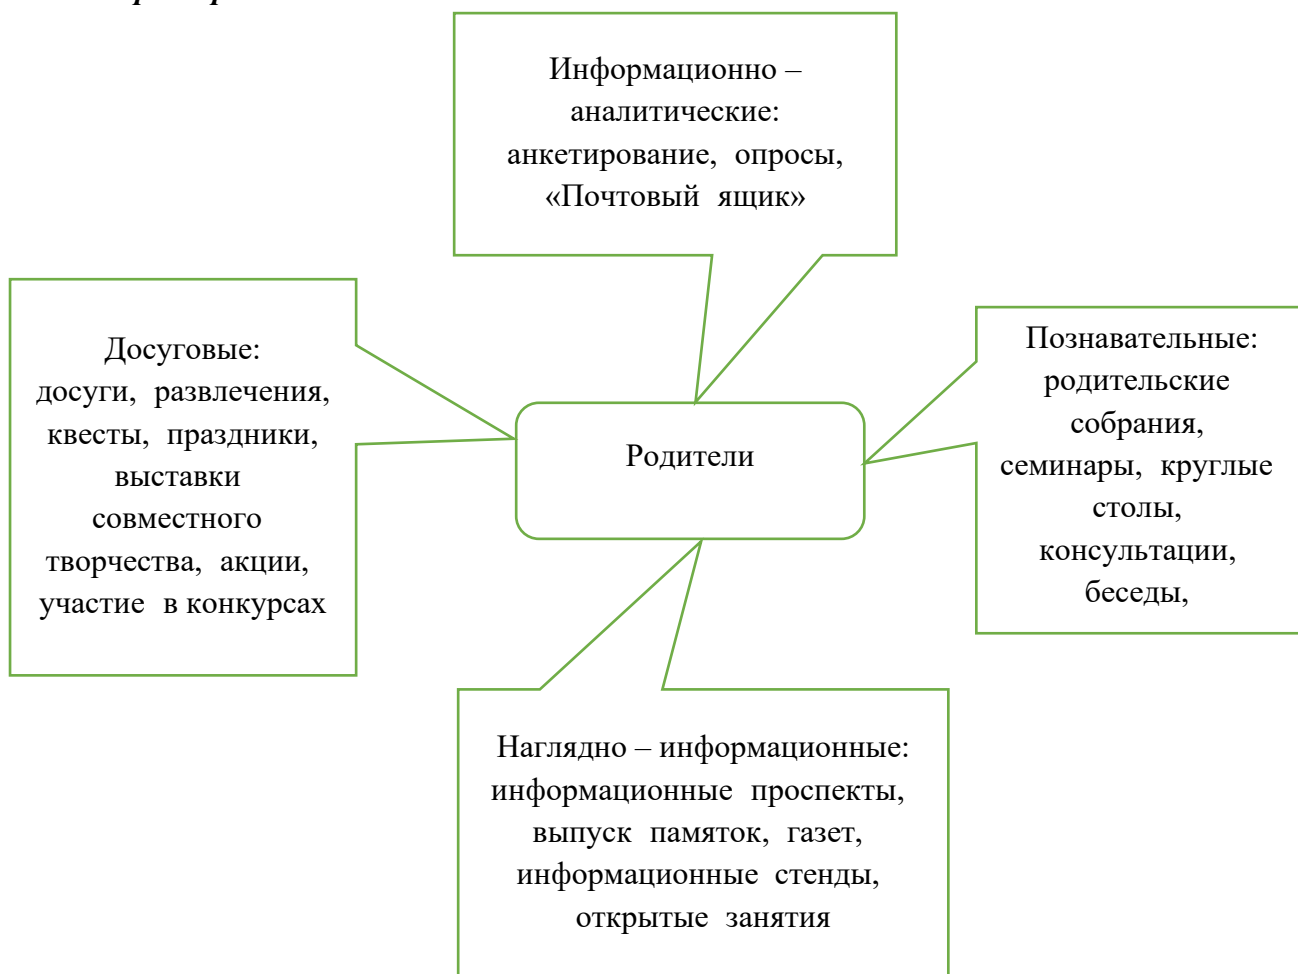 Информационно –
аналитические:
анкетирование, опросы,
«Почтовый ящик»
Досуговые:
досуги, развлечения,
квесты, праздники,
выставки
совместного
творчества, акции,
участие в конкурсах
Родители
Познавательные:
родительские
собрания,
семинары, круглые
столы,
консультации,
беседы,
Наглядно – информационные:
информационные проспекты,
выпуск памяток, газет,
информационные стенды,
открытые занятия